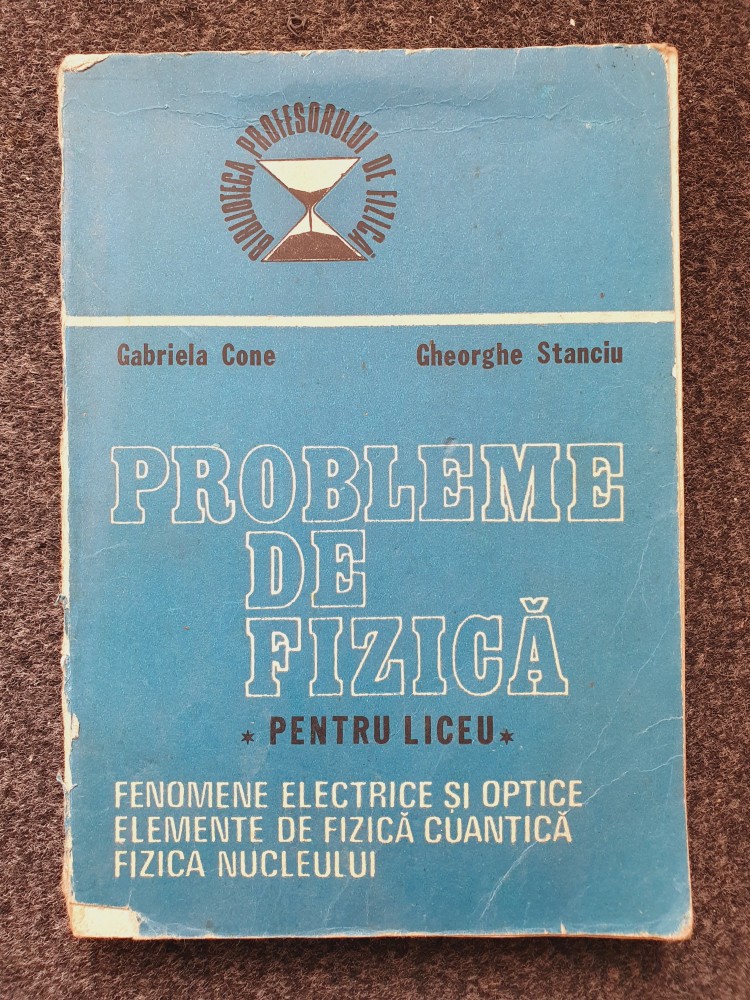 BIBLIOTECA PROFESORULUI DE FIZICĂ
Gabriela Cone Gheorghe Stanciu
PROBLEME
DE
FIZICĂ
* PENTRU LICEU *
FENOMENE ELECTRICE ȘI OPTICE
ELEMENTE DE FIZICĂ CUANTICĂ
FIZICA NUCLEULUI